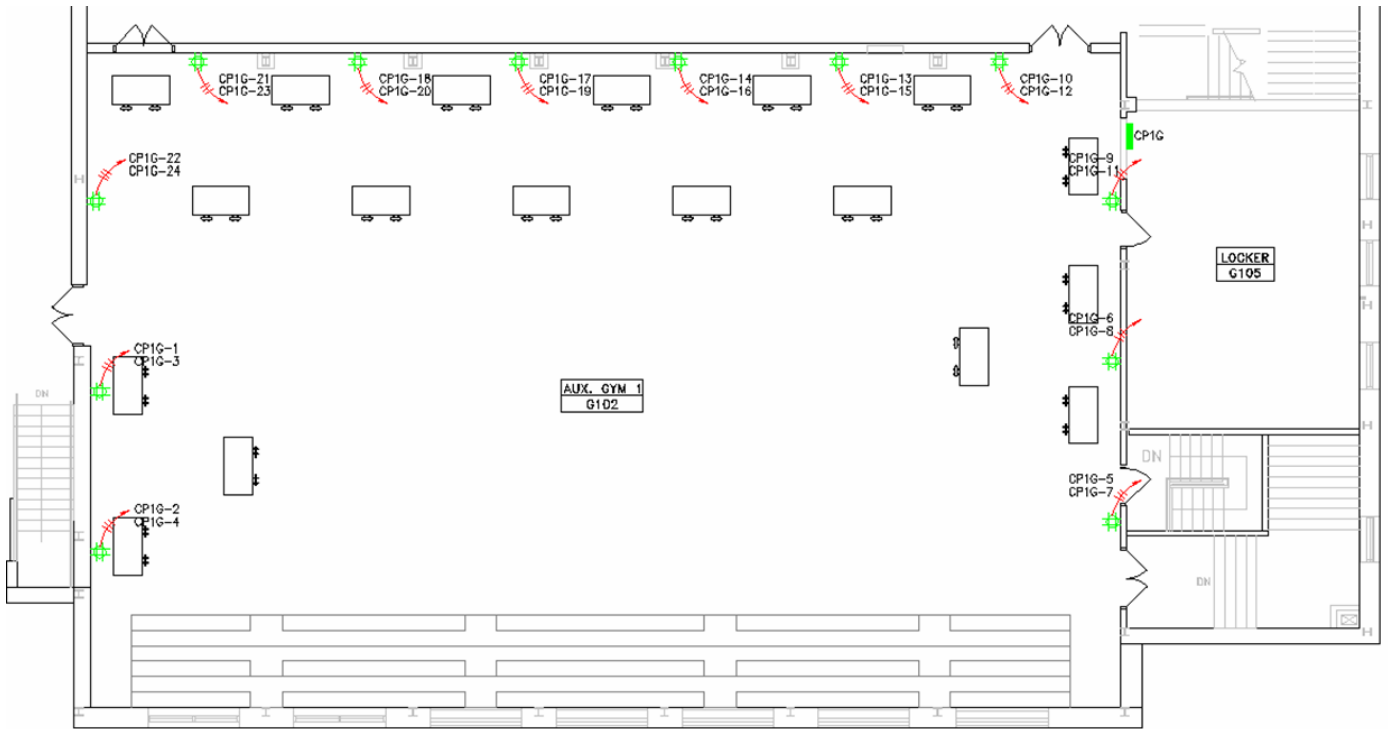 CP1G-21
CP1G-23
CP1G-18
CP1G-20
CP1G-17
CP1G-19
CP1G-14
CP1G-16
CP1G-13
CP1G-15
CP1G-10
CP1G-12
CP1G
CP1G-22
CP1G-24
CP1G-9
CP1G-11
LOCKER
G105
CP1G-6
CP1G-8
CP1G-1
CP1G-3
AUX. GYM 1
G102
DN
DN
CP1G-5
CP1G-7
CP1G-2
CP1G-4
DN